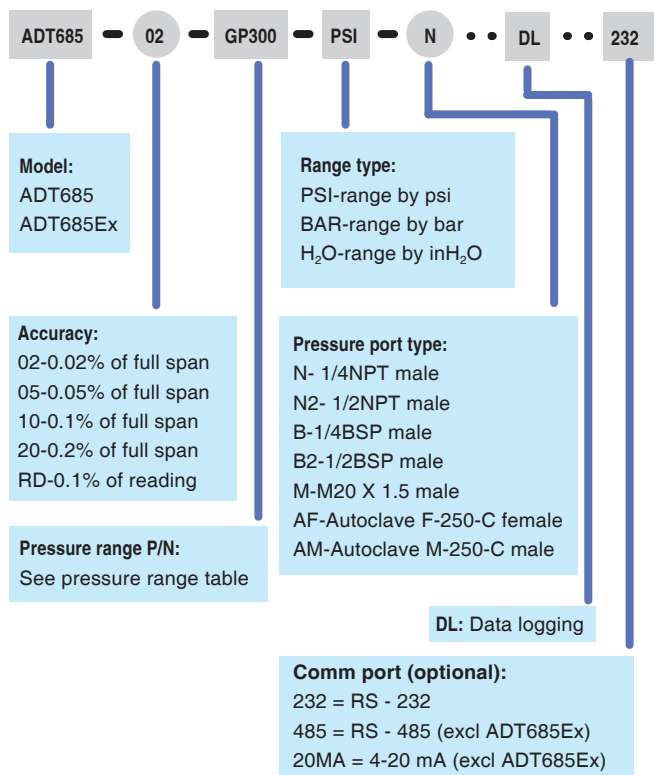 ADT685 – 02 – GP300 – PSI – N • • DL • • 232
Model:
ADT685
ADT685Ex
Range type:
PSI-range by psi
BAR-range by bar
H₂O-range by inH₂O
Accuracy:
02-0.02% of full span
05-0.05% of full span
10-0.1% of full span
20-0.2% of full span
RD-0.1% of reading
Pressure port type:
N- 1/4NPT male
N2- 1/2NPT male
B-1/4BSP male
B2-1/2BSP male
M-M20 X 1.5 male
AF-Autoclave F-250-C female
AM-Autoclave M-250-C male
Pressure range P/N:
See pressure range table
DL: Data logging
Comm port (optional):
232 = RS - 232
485 = RS - 485 (excl ADT685Ex)
20MA = 4-20 mA (excl ADT685Ex)